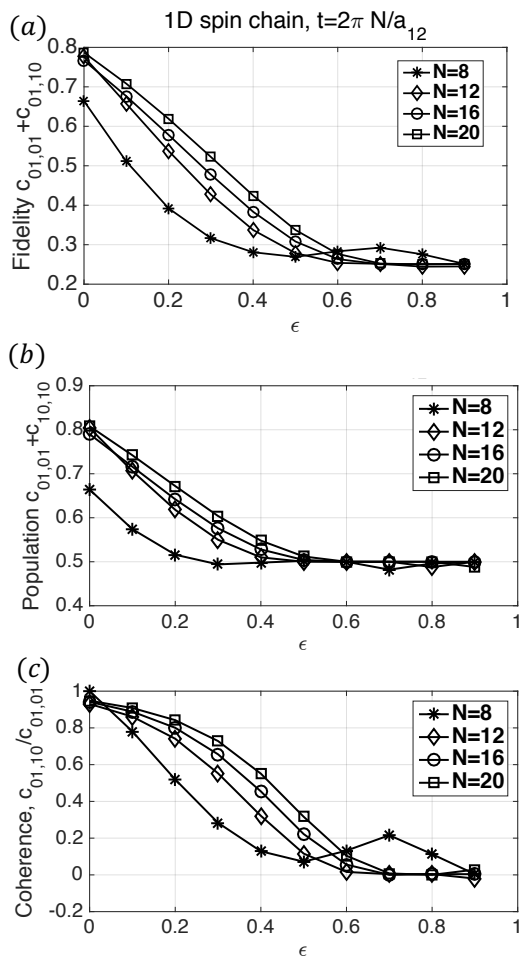 (a)
1D spin chain, t=2π N/a12
0.8
0.7
0.6
0.5
0.4
0.3
0.2
Fidelity c01,01+c01,10
N=8
N=12
N=16
N=20
0 0.2 0.4 0.6 0.8 1
ϵ
(b)
0.9
0.8
0.7
0.6
0.5
0.4
Population c01,01+c10,10
N=8
N=12
N=16
N=20
0 0.2 0.4 0.6 0.8 1
ϵ
(c)
1
0.8
0.6
0.4
0.2
0
-0.2
Coherence, c01,10/c01,01
N=8
N=12
N=16
N=20
0 0.2 0.4 0.6 0.8 1
ϵ